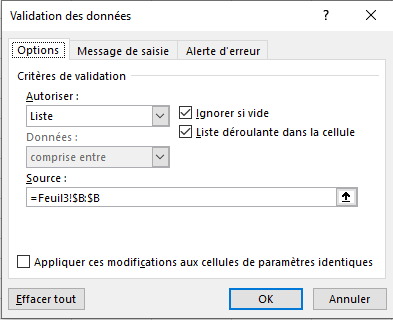 Validation des données
Options
Message de saisie
Alerte d'erreur
Critères de validation
Autoriser :
Liste
Ignorer si vide
Liste déroulante dans la cellule
Données :
comprise entre
Source :
=Feuil3!$B:$B
Appliquer ces modifications aux cellules de paramètres identiques
Effacer tout
OK
Annuler